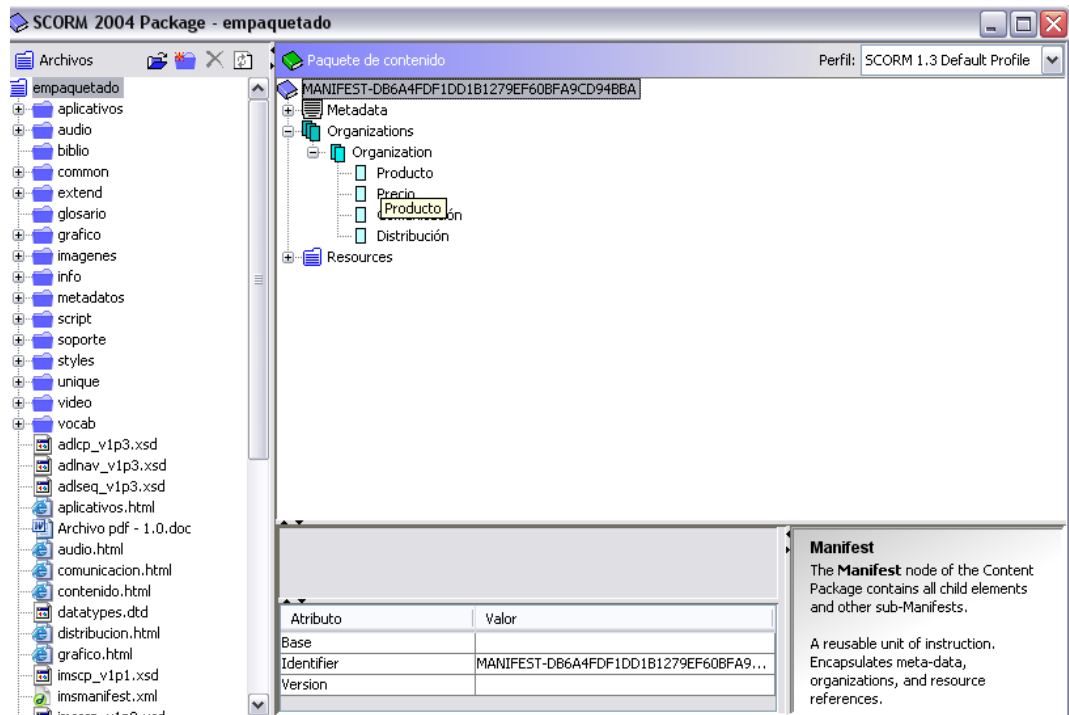 SCORM 2004 Package - empaquetado
Archivos
empaquetado
aplicativos
audio
biblio
common
extend
glosario
grafico
imagenes
info
metadatos
script
soporte
styles
unique
video
vocab
adlcp_v1p3.xsd
adlnav_v1p3.xsd
adlseq_v1p3.xsd
aplicativos.html
Archivo pdf - 1.0.doc
audio.html
comunicacion.html
contenido.html
datatypes.dtd
distribucion.html
grafico.html
imscp_v1p1.xsd
imsmanifest.xml
Paquete de contenido
Perfil: SCORM 1.3 Default Profile
MANIFEST-DB6A4FDF1DD1B1279EF60BFA9CD94BBA
Metadata
Organizations
Organization
Producto
Precio
Producto
ón
Distribución
Resources
Atributo Valor
Base
Identifier MANIFEST-DB6A4FDF1DD1B1279EF60BFA9...
Version
Manifest
The Manifest node of the Content
Package contains all child elements
and other sub-Manifests.
A reusable unit of instruction.
Encapsulates meta-data,
organizations, and resource
references.